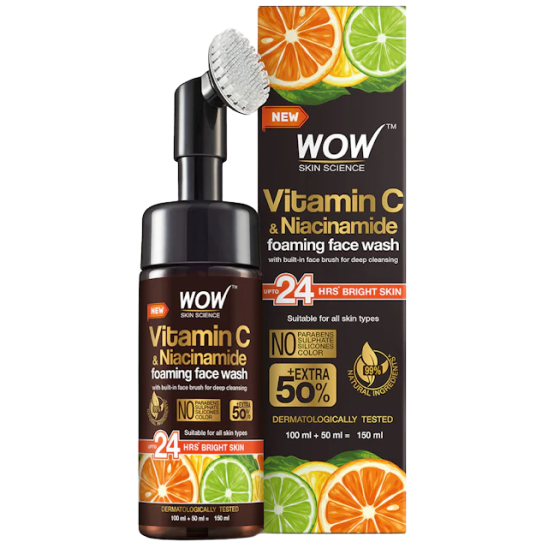 NEW
WOW™
SKIN SCIENCE
Vitamin C
& Niacinamide
foaming face wash
with built-in face brush for deep cleansing
UPTO 24 HRS* BRIGHT SKIN
Suitable for all skin types
NO PARABENS
SULPHATE
SILICONES
COLOR
99%
NATURAL INGREDIENTS
+EXTRA
50%
DERMATOLOGICALLY TESTED
100 ml + 50 ml = 150 ml
NEW
WOW™
SKIN SCIENCE
Vitamin C
& Niacinamide
foaming face wash
with built-in face brush for deep cleansing
NO PARABENS
SULPHATE
SILICONES
COLOR
+EXTRA
50%
Suitable for all skin types
UPTO 24 HRS* BRIGHT SKIN
DERMATOLOGICALLY TESTED
100 ml + 50 ml = 150 ml